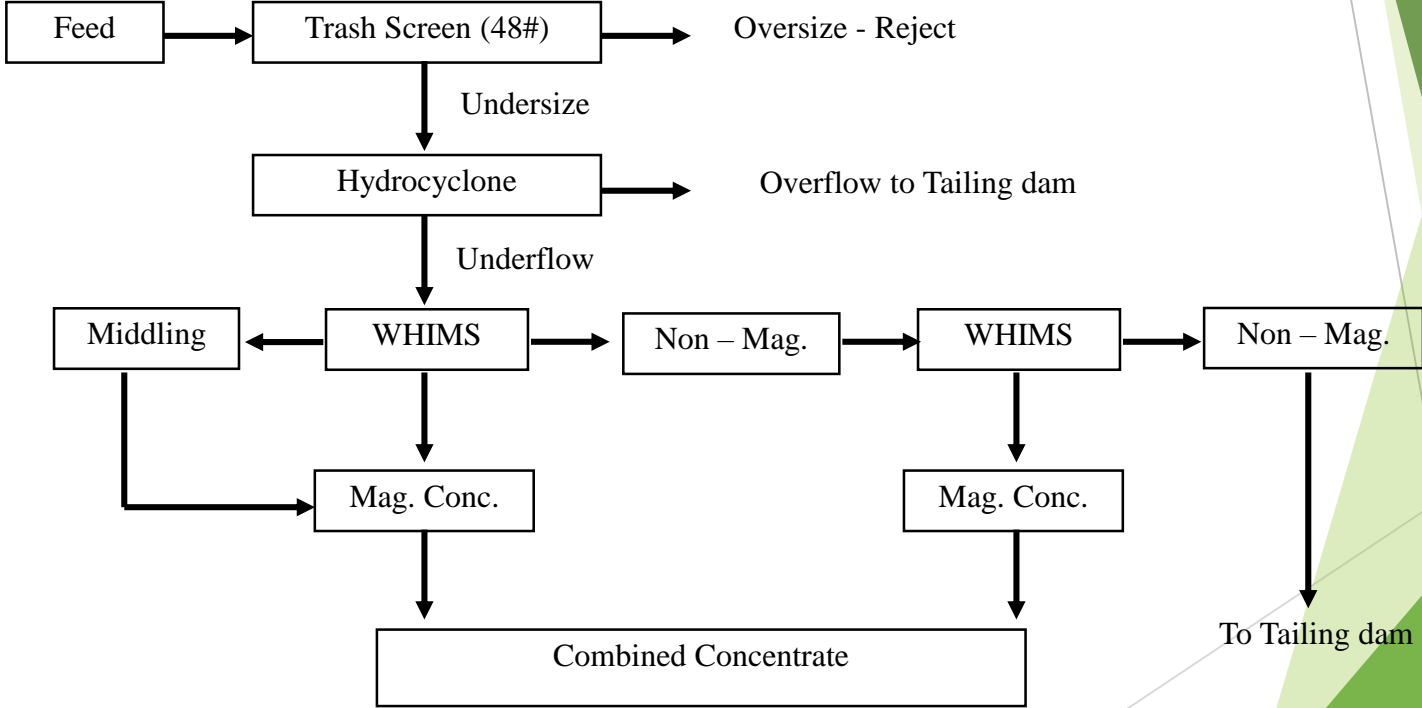 Feed
Trash Screen (48#)
Oversize - Reject
Undersize
Hydrocyclone
Overflow to Tailing dam
Underflow
Middling
WHIMS
Non – Mag.
WHIMS
Non – Mag.
Mag. Conc.
Mag. Conc.
To Tailing dam
Combined Concentrate